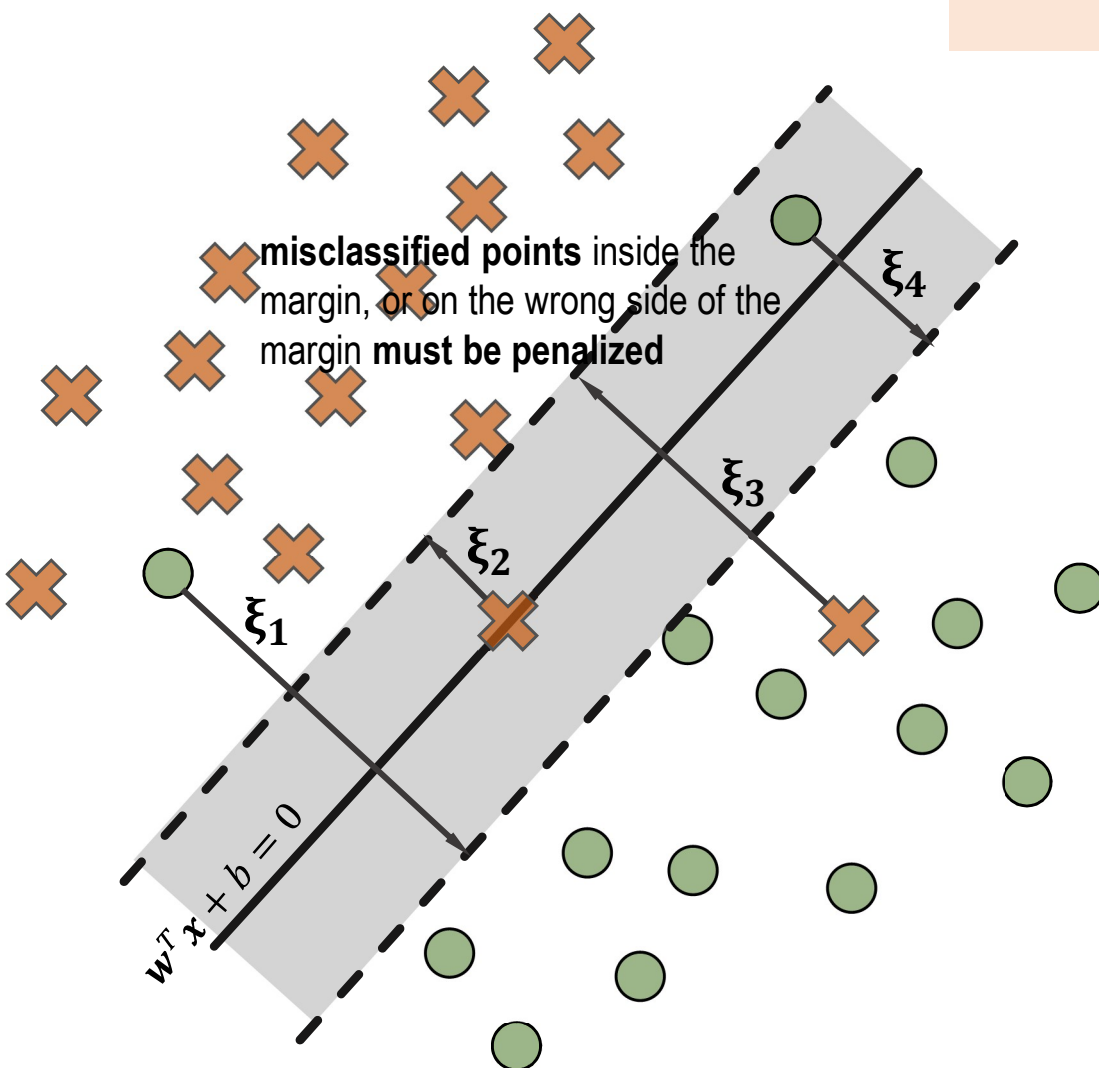 misclassified points inside the
margin, or on the wrong side of the
margin must be penalized
ξ₄
ξ₃
ξ₂
ξ₁
wᵀx + b = 0